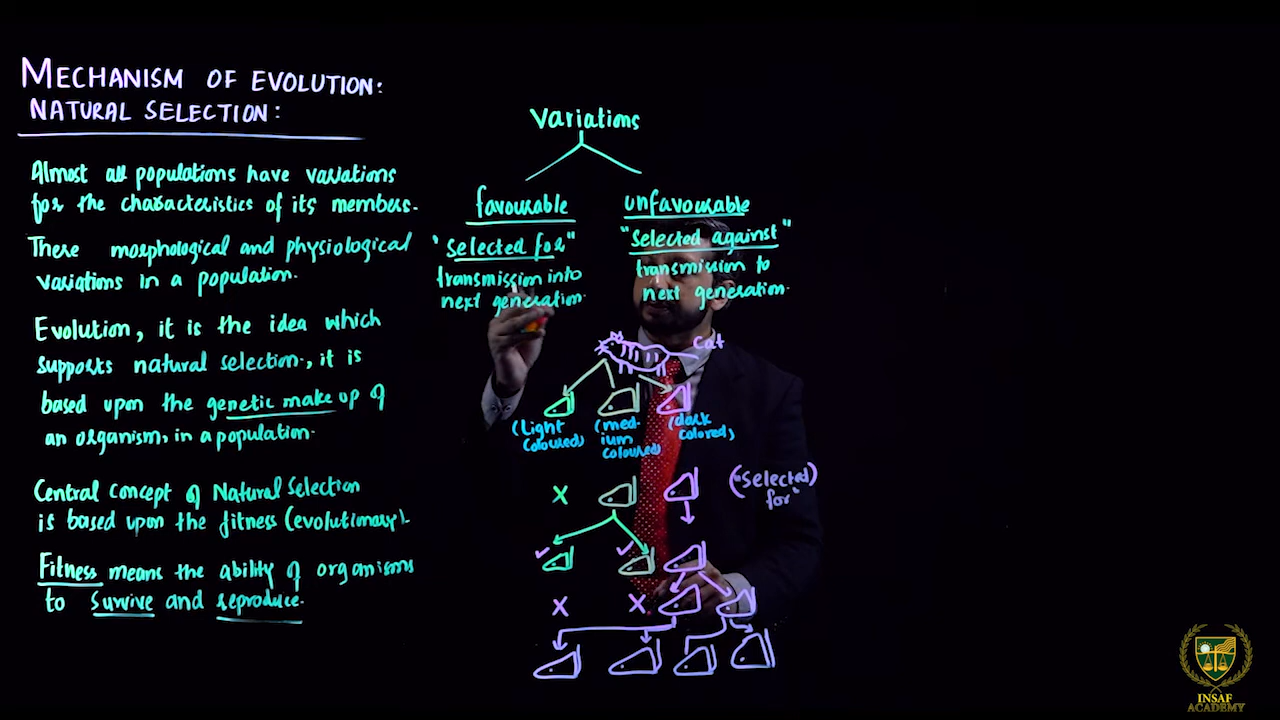 MECHANISM OF EVOLUTION:
NATURAL SELECTION:
Almost all populations have variations
for the characteristics of its members.
There morphological and physiological
variations in a population.
Evolution, it is the idea which
supports natural selection, it is
based upon the genetic make up of
an organism, in a population.
Central concept of Natural Selection
is based upon the fitness (evolutionary).
Fitness means the ability of organisms
to survive and reproduce.
Variations
favourable
"Selected for"
transmission into
next generation.
unfavourable
"Selected against"
transmission to
next generation.
Cat
(Light
Coloured)
(med-
ium
coloured)
(dark
colored)
X
("Selected
for")
X X
INSAF
ACADEMY